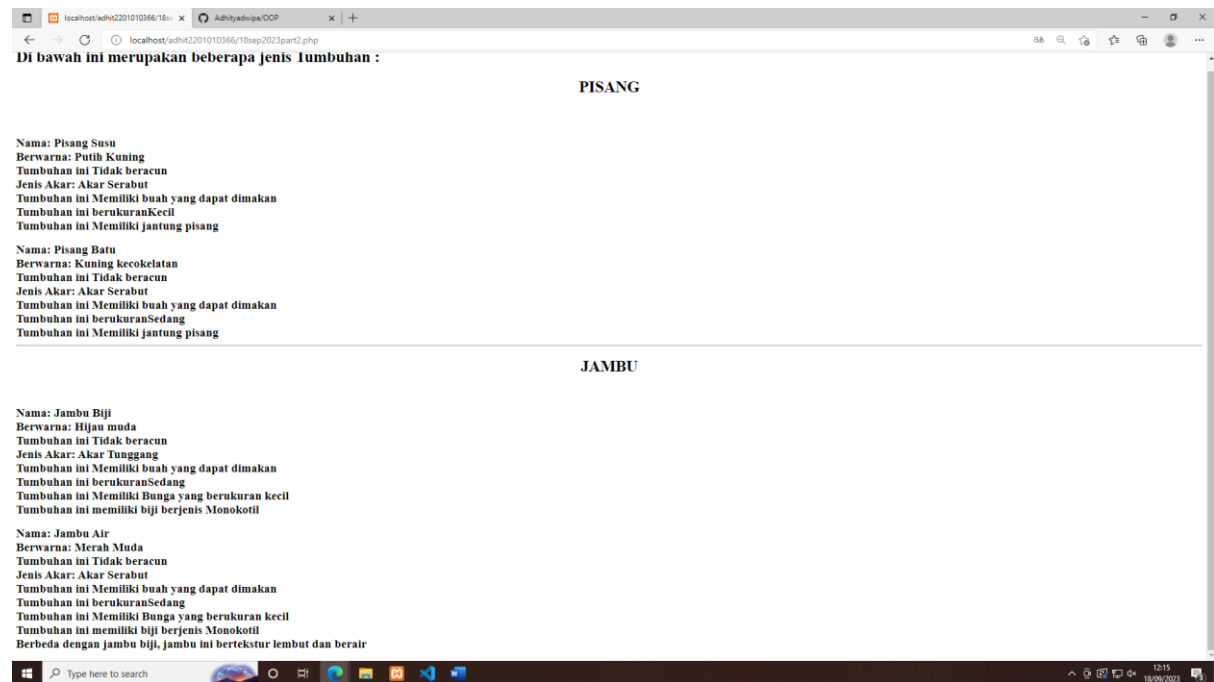 localhost/adhit2201010366/18se
Adhityadwipa/OOP
localhost/adhit2201010366/18sep2023part2.php
Di bawah ini merupakan beberapa jenis Tumbuhan :
PISANG
Nama: Pisang Susu
Berwarna: Putih Kuning
Tumbuhan ini Tidak beracun
Jenis Akar: Akar Serabut
Tumbuhan ini Memiliki buah yang dapat dimakan
Tumbuhan ini berukuranKecil
Tumbuhan ini Memiliki jantung pisang
Nama: Pisang Batu
Berwarna: Kuning kecokelatan
Tumbuhan ini Tidak beracun
Jenis Akar: Akar Serabut
Tumbuhan ini Memiliki buah yang dapat dimakan
Tumbuhan ini berukuranSedang
Tumbuhan ini Memiliki jantung pisang
JAMBU
Nama: Jambu Biji
Berwarna: Hijau muda
Tumbuhan ini Tidak beracun
Jenis Akar: Akar Tunggang
Tumbuhan ini Memiliki buah yang dapat dimakan
Tumbuhan ini berukuranSedang
Tumbuhan ini Memiliki Bunga yang berukuran kecil
Tumbuhan ini memiliki biji berjenis Monokotil
Nama: Jambu Air
Berwarna: Merah Muda
Tumbuhan ini Tidak beracun
Jenis Akar: Akar Serabut
Tumbuhan ini Memiliki buah yang dapat dimakan
Tumbuhan ini berukuranSedang
Tumbuhan ini Memiliki Bunga yang berukuran kecil
Tumbuhan ini memiliki biji berjenis Monokotil
Berbeda dengan jambu biji, jambu ini bertekstur lembut dan berair
Type here to search
12:15
18/09/2023